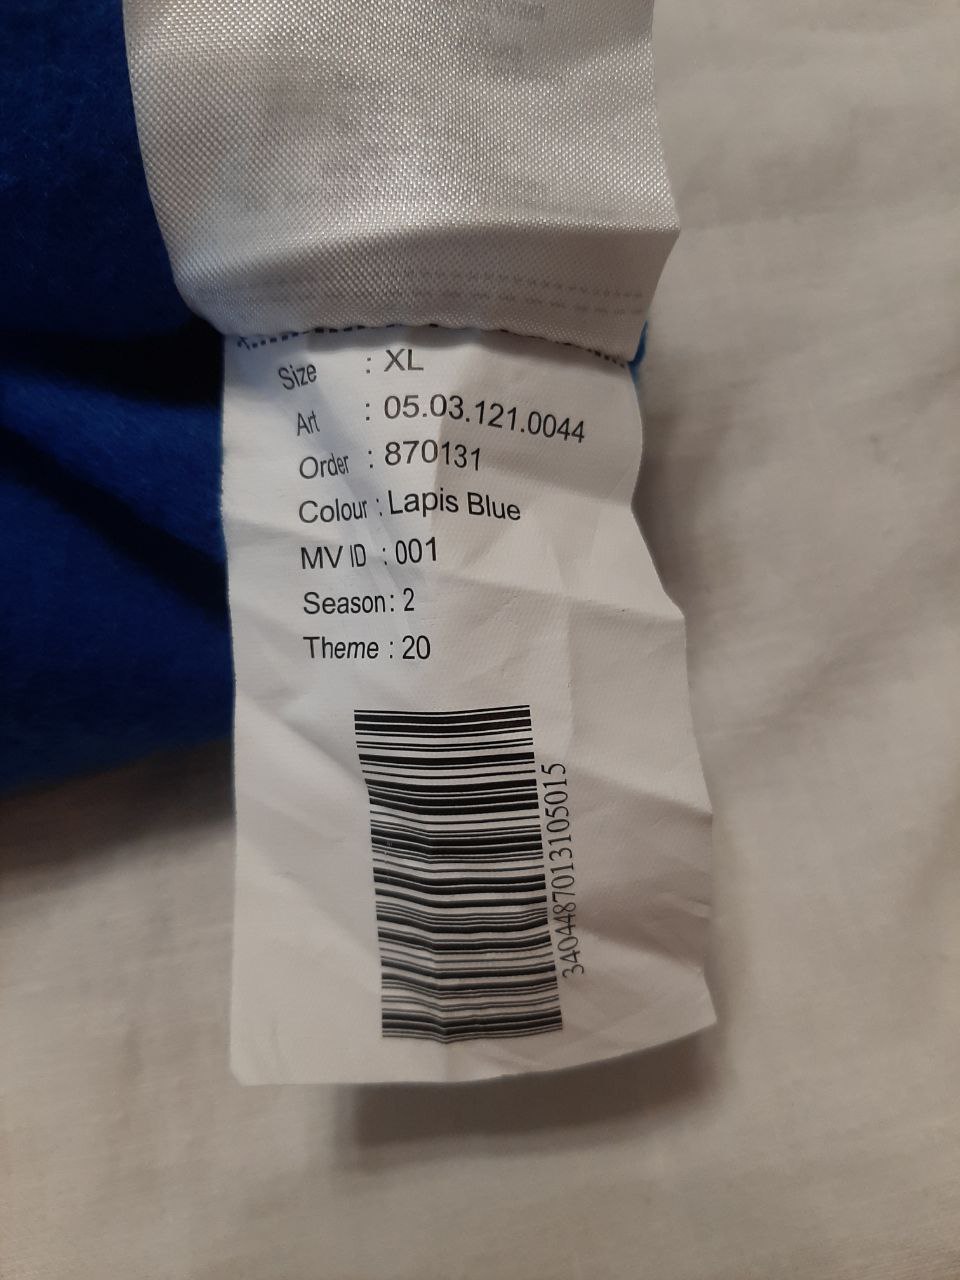 Size : XL
Art : 05.03.121.0044
Order : 870131
Colour : Lapis Blue
MV ID : 001
Season : 2
Theme : 20
3404487013105015